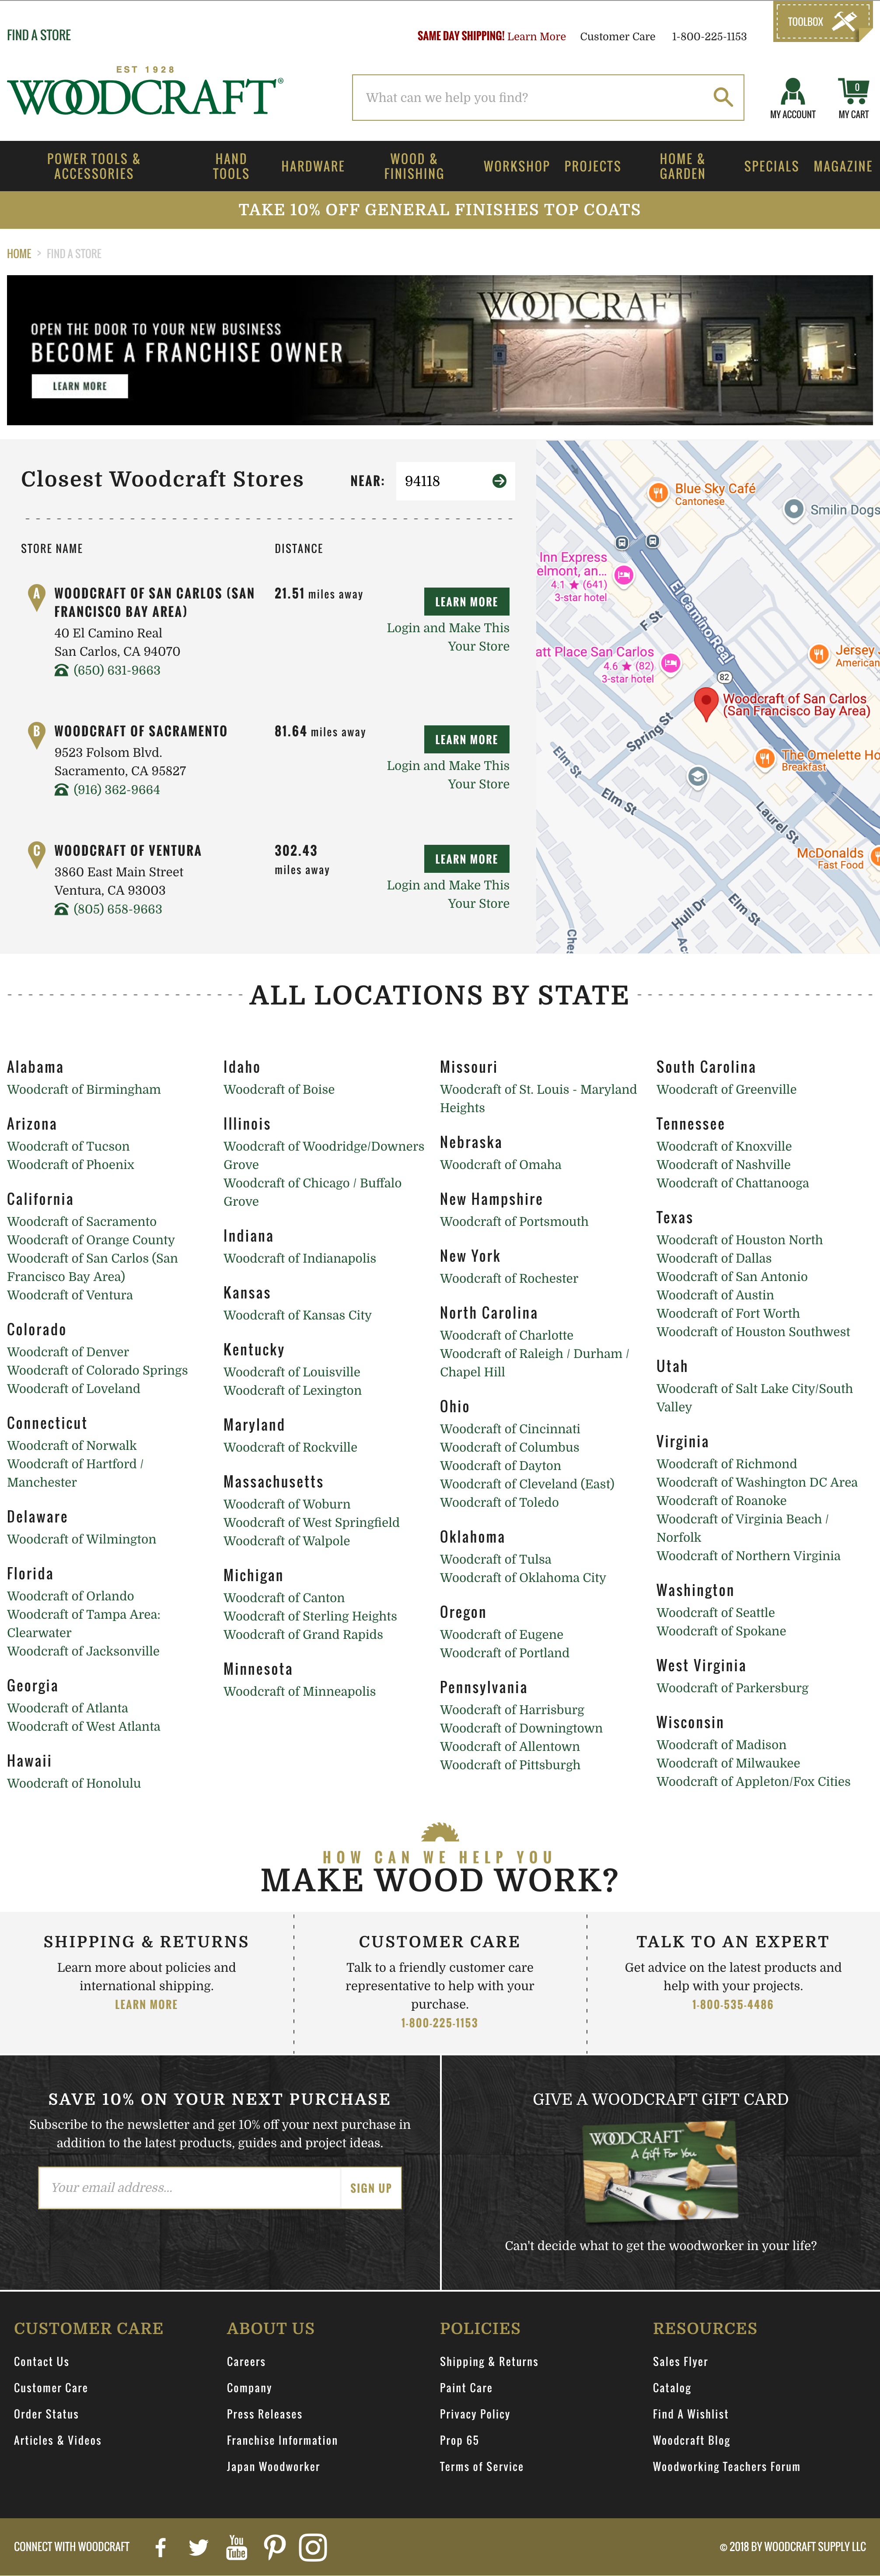 FIND A STORE
SAME DAY SHIPPING! Learn More Customer Care 1-800-225-1153
TOOLBOX
EST 1928
WOODCRAFT®
What can we help you find?
MY ACCOUNT
0
MY CART
POWER TOOLS & ACCESSORIES
HAND TOOLS
HARDWARE
WOOD & FINISHING
WORKSHOP
PROJECTS
HOME & GARDEN
SPECIALS
MAGAZINE
TAKE 10% OFF GENERAL FINISHES TOP COATS
HOME > FIND A STORE
WOODCRAFT
OPEN THE DOOR TO YOUR NEW BUSINESS
BECOME A FRANCHISE OWNER
LEARN MORE
Closest Woodcraft Stores
NEAR: 94118
STORE NAME
DISTANCE
A
WOODCRAFT OF SAN CARLOS (SAN
FRANCISCO BAY AREA)
40 El Camino Real
San Carlos, CA 94070
(650) 631-9663
21.51 miles away
LEARN MORE
Login and Make This
Your Store
B
WOODCRAFT OF SACRAMENTO
9523 Folsom Blvd.
Sacramento, CA 95827
(916) 362-9664
81.64 miles away
LEARN MORE
Login and Make This
Your Store
C
WOODCRAFT OF VENTURA
3860 East Main Street
Ventura, CA 93003
(805) 658-9663
302.43
miles away
LEARN MORE
Login and Make This
Your Store
Blue Sky Café
Cantonese
Smilin Dogs
Inn Express
elmont, an...
4.1 ★ (641)
3-star hotel
El Camino Real
F St
att Place San Carlos
4.6 ★ (82)
3-star hotel
Jersey
American
82
Woodcraft of San Carlos
(San Francisco Bay Area)
Spring St
The Omelette Ho
Breakfast
Elm St
Elm St
Laurel St
McDonalds
Fast Food
Hull Dr
Elm St
Ches
Ac
ALL LOCATIONS BY STATE
Alabama
Woodcraft of Birmingham
Arizona
Woodcraft of Tucson
Woodcraft of Phoenix
California
Woodcraft of Sacramento
Woodcraft of Orange County
Woodcraft of San Carlos (San
Francisco Bay Area)
Woodcraft of Ventura
Colorado
Woodcraft of Denver
Woodcraft of Colorado Springs
Woodcraft of Loveland
Connecticut
Woodcraft of Norwalk
Woodcraft of Hartford /
Manchester
Delaware
Woodcraft of Wilmington
Florida
Woodcraft of Orlando
Woodcraft of Tampa Area:
Clearwater
Woodcraft of Jacksonville
Georgia
Woodcraft of Atlanta
Woodcraft of West Atlanta
Hawaii
Woodcraft of Honolulu
Idaho
Woodcraft of Boise
Illinois
Woodcraft of Woodridge/Downers
Grove
Woodcraft of Chicago / Buffalo
Grove
Indiana
Woodcraft of Indianapolis
Kansas
Woodcraft of Kansas City
Kentucky
Woodcraft of Louisville
Woodcraft of Lexington
Maryland
Woodcraft of Rockville
Massachusetts
Woodcraft of Woburn
Woodcraft of West Springfield
Woodcraft of Walpole
Michigan
Woodcraft of Canton
Woodcraft of Sterling Heights
Woodcraft of Grand Rapids
Minnesota
Woodcraft of Minneapolis
Missouri
Woodcraft of St. Louis - Maryland
Heights
Nebraska
Woodcraft of Omaha
New Hampshire
Woodcraft of Portsmouth
New York
Woodcraft of Rochester
North Carolina
Woodcraft of Charlotte
Woodcraft of Raleigh / Durham /
Chapel Hill
Ohio
Woodcraft of Cincinnati
Woodcraft of Columbus
Woodcraft of Dayton
Woodcraft of Cleveland (East)
Woodcraft of Toledo
Oklahoma
Woodcraft of Tulsa
Woodcraft of Oklahoma City
Oregon
Woodcraft of Eugene
Woodcraft of Portland
Pennsylvania
Woodcraft of Harrisburg
Woodcraft of Downingtown
Woodcraft of Allentown
Woodcraft of Pittsburgh
South Carolina
Woodcraft of Greenville
Tennessee
Woodcraft of Knoxville
Woodcraft of Nashville
Woodcraft of Chattanooga
Texas
Woodcraft of Houston North
Woodcraft of Dallas
Woodcraft of San Antonio
Woodcraft of Austin
Woodcraft of Fort Worth
Woodcraft of Houston Southwest
Utah
Woodcraft of Salt Lake City/South
Valley
Virginia
Woodcraft of Richmond
Woodcraft of Washington DC Area
Woodcraft of Roanoke
Woodcraft of Virginia Beach /
Norfolk
Woodcraft of Northern Virginia
Washington
Woodcraft of Seattle
Woodcraft of Spokane
West Virginia
Woodcraft of Parkersburg
Wisconsin
Woodcraft of Madison
Woodcraft of Milwaukee
Woodcraft of Appleton/Fox Cities
HOW CAN WE HELP YOU
MAKE WOOD WORK?
SHIPPING & RETURNS
Learn more about policies and
international shipping.
LEARN MORE
CUSTOMER CARE
Talk to a friendly customer care
representative to help with your
purchase.
1-800-225-1153
TALK TO AN EXPERT
Get advice on the latest products and
help with your projects.
1-800-535-4486
SAVE 10% ON YOUR NEXT PURCHASE
Subscribe to the newsletter and get 10% off your next purchase in
addition to the latest products, guides and project ideas.
Your email address...
SIGN UP
GIVE A WOODCRAFT GIFT CARD
WOODCRAFT
A Gift For You
Can't decide what to get the woodworker in your life?
CUSTOMER CARE
Contact Us
Customer Care
Order Status
Articles & Videos
ABOUT US
Careers
Company
Press Releases
Franchise Information
Japan Woodworker
POLICIES
Shipping & Returns
Paint Care
Privacy Policy
Prop 65
Terms of Service
RESOURCES
Sales Flyer
Catalog
Find A Wishlist
Woodcraft Blog
Woodworking Teachers Forum
CONNECT WITH WOODCRAFT
You
Tube
© 2018 BY WOODCRAFT SUPPLY LLC